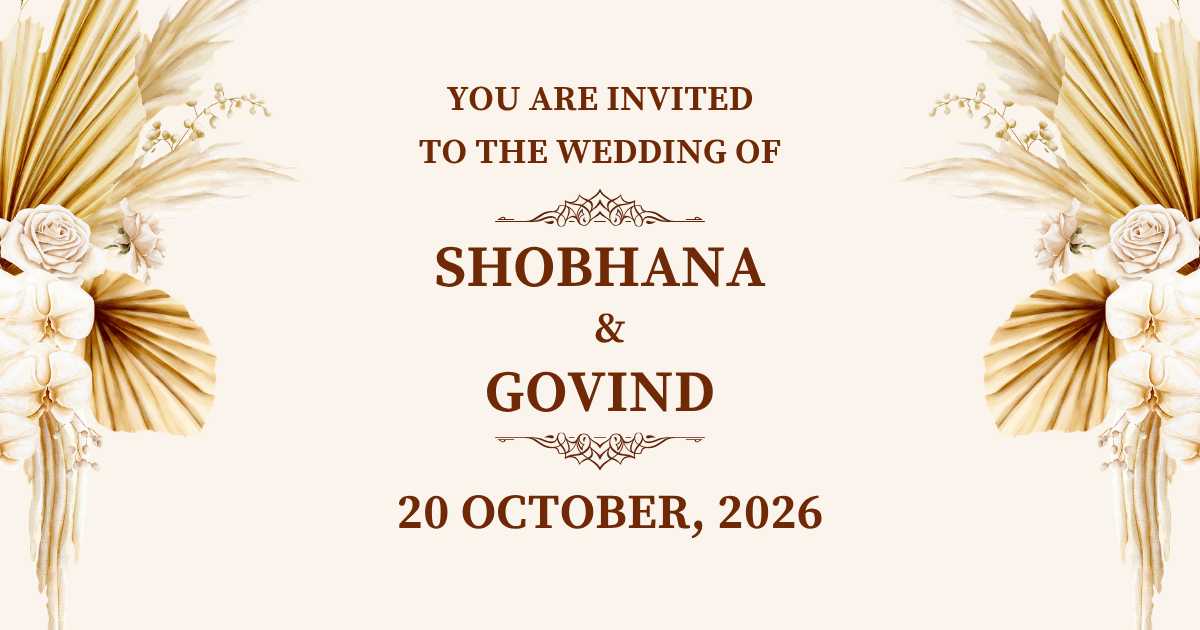 YOU ARE INVITED
TO THE WEDDING OF
SHOBHANA
&
GOVIND
20 OCTOBER, 2026